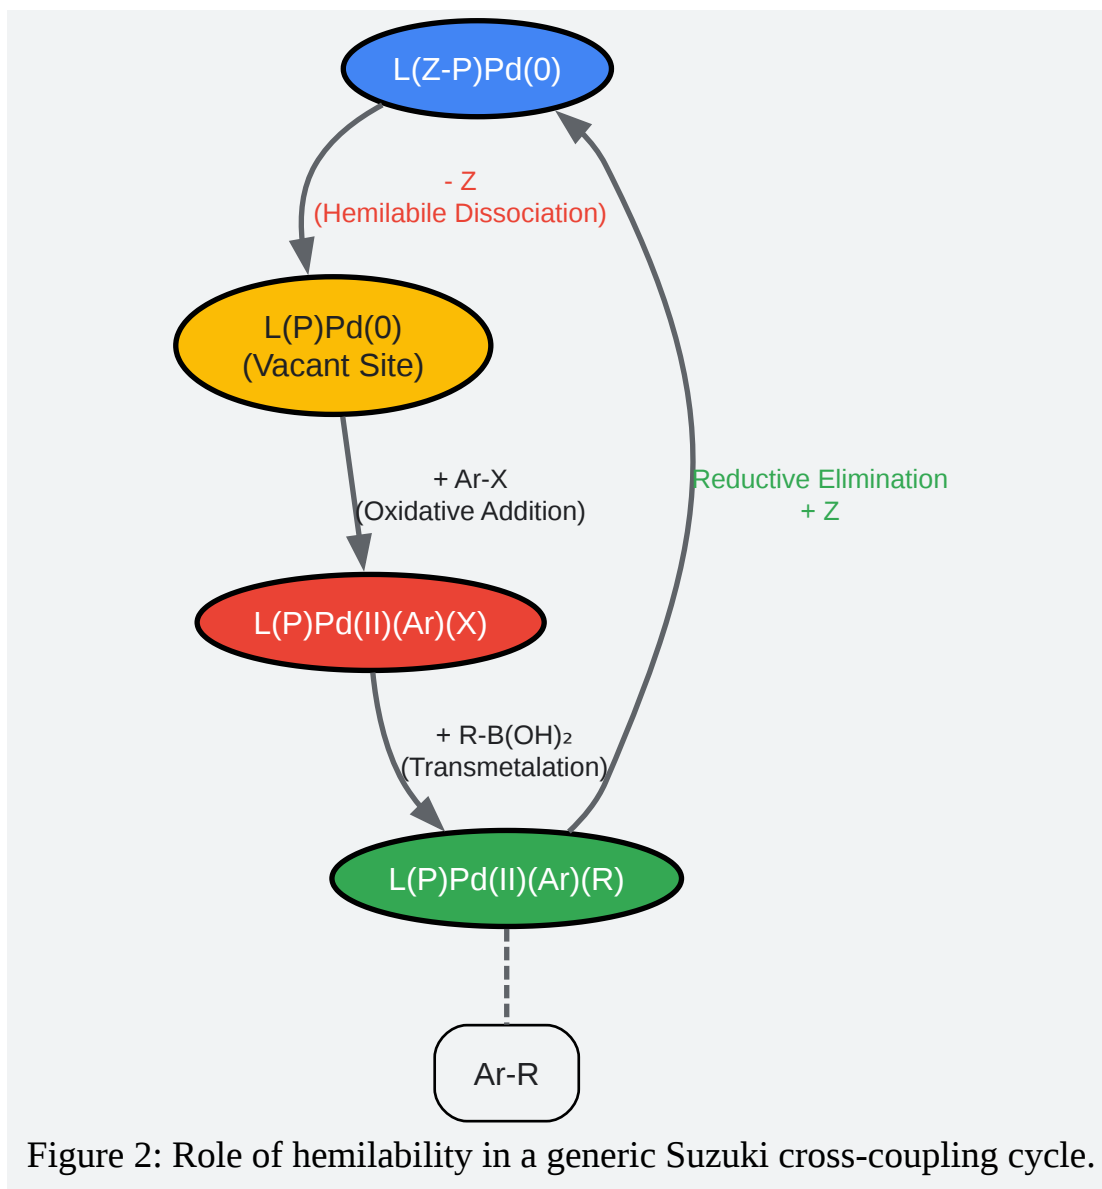 L(Z-P)Pd(0)
- Z
(Hemilabile Dissociation)
L(P)Pd(0)
(Vacant Site)
+ Ar-X
(Oxidative Addition)
Reductive Elimination
+ Z
L(P)Pd(II)(Ar)(X)
+ R-B(OH)₂
(Transmetalation)
L(P)Pd(II)(Ar)(R)
Ar-R
Figure 2: Role of hemilability in a generic Suzuki cross-coupling cycle.